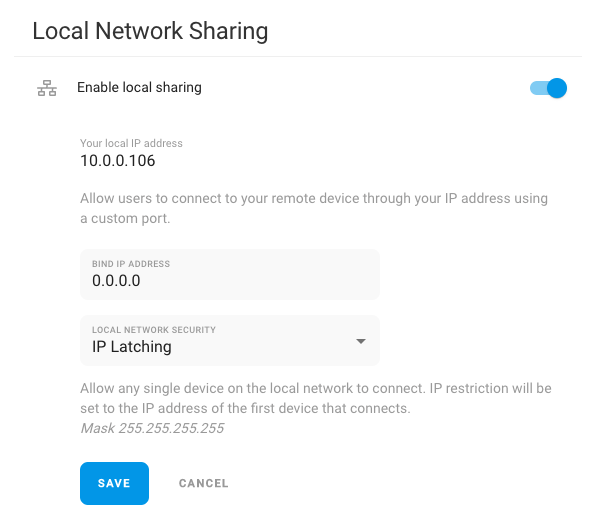 Local Network Sharing
Enable local sharing
Your local IP address
10.0.0.106
Allow users to connect to your remote device through your IP address using
a custom port.
BIND IP ADDRESS
0.0.0.0
LOCAL NETWORK SECURITY
IP Latching
Allow any single device on the local network to connect. IP restriction will be
set to the IP address of the first device that connects.
Mask 255.255.255.255
SAVE CANCEL